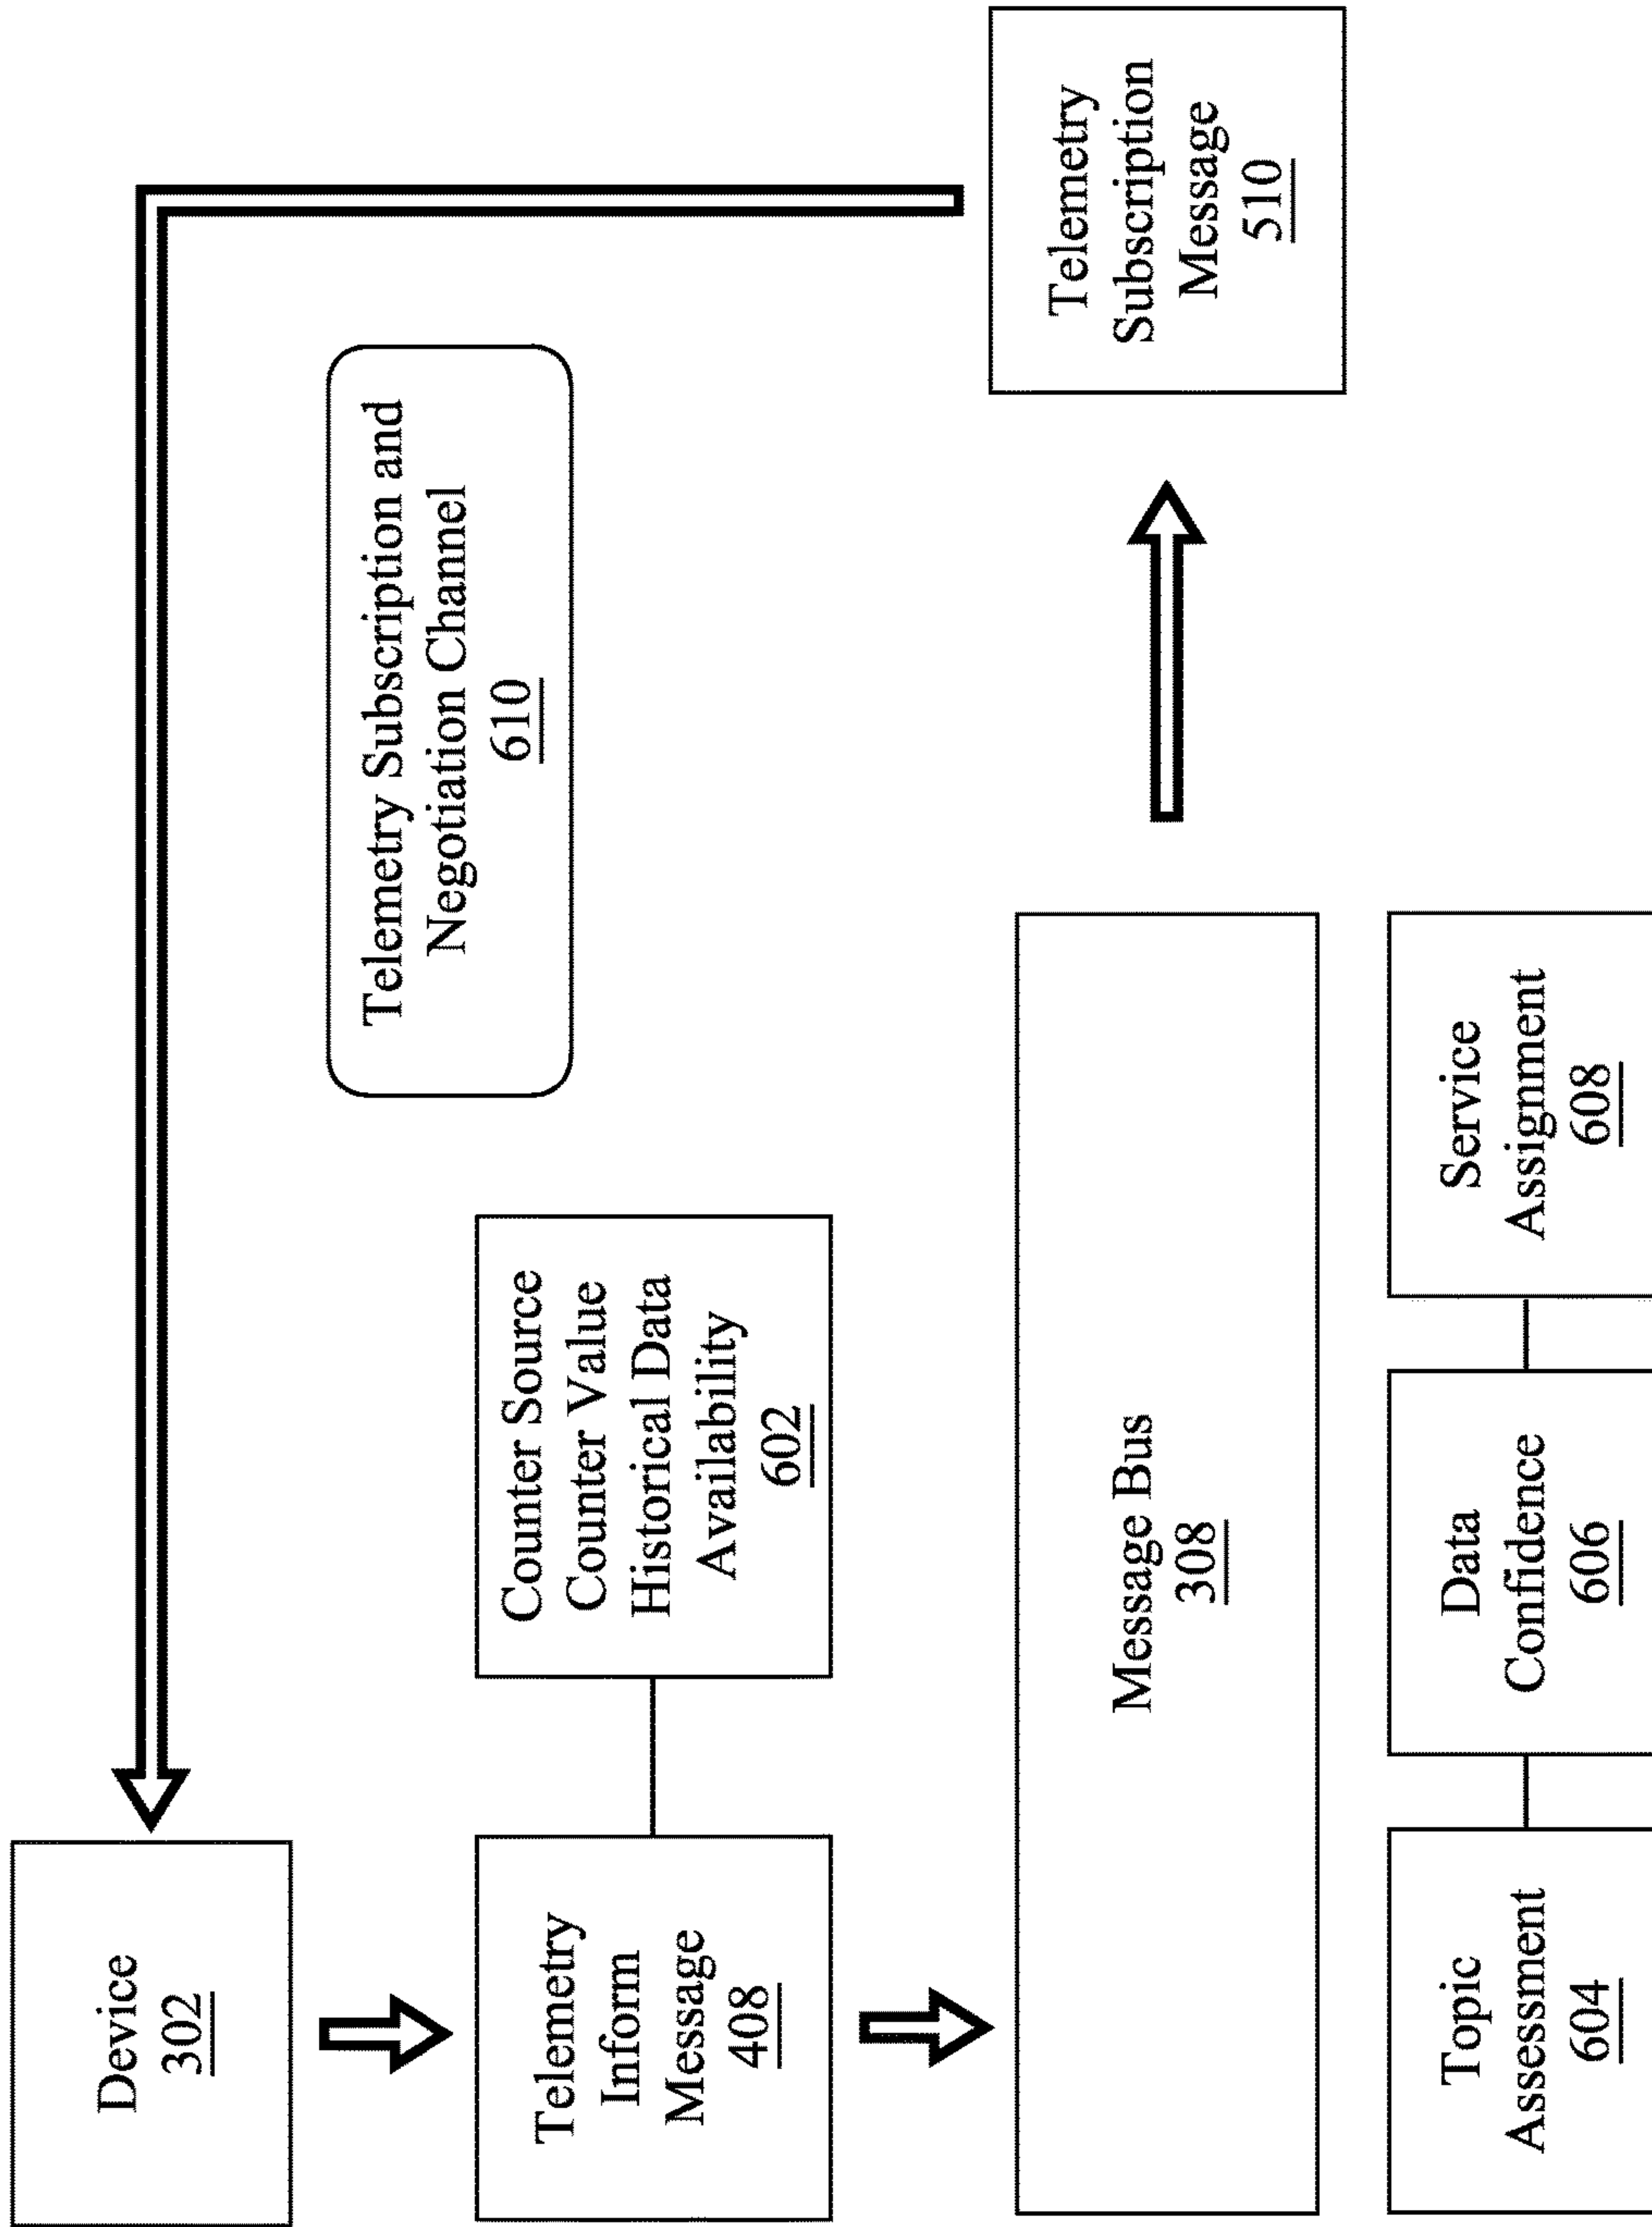 Device
302
Telemetry Subscription and
Negotiation Channel
610
Telemetry
Inform
Message
408
Counter Source
Counter Value
Historical Data
Availability
602
Message Bus
308
Telemetry
Subscription
Message
510
Topic
Assessment
604
Data
Confidence
606
Service
Assignment
608